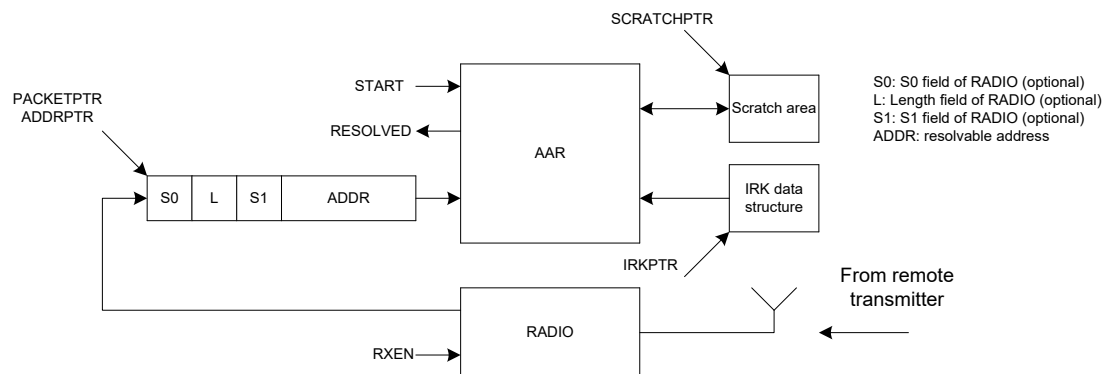 SCRATCHPTR
S0: S0 field of RADIO (optional)
L: Length field of RADIO (optional)
S1: S1 field of RADIO (optional)
ADDR: resolvable address
START
PACKETPTR
ADDRPTR
Scratch area
RESOLVED
AAR
S0
L
S1
ADDR
IRK data
structure
IRKPTR
From remote
transmitter
RADIO
RXEN